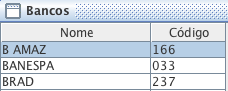 Bancos
Nome Código
B AMAZ 166
BANESPA 033
BRAD 237